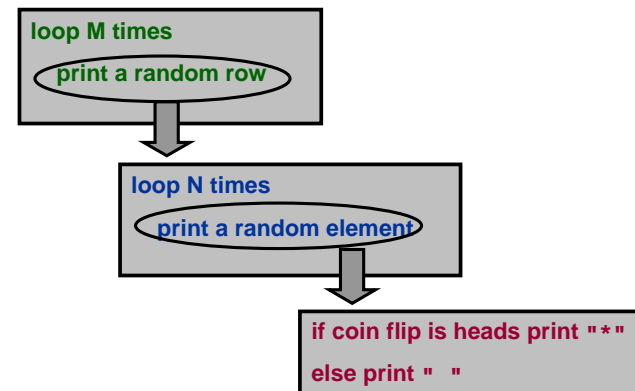 loop M times
print a random row
loop N times
print a random element
if coin flip is heads print "*"
else print " "